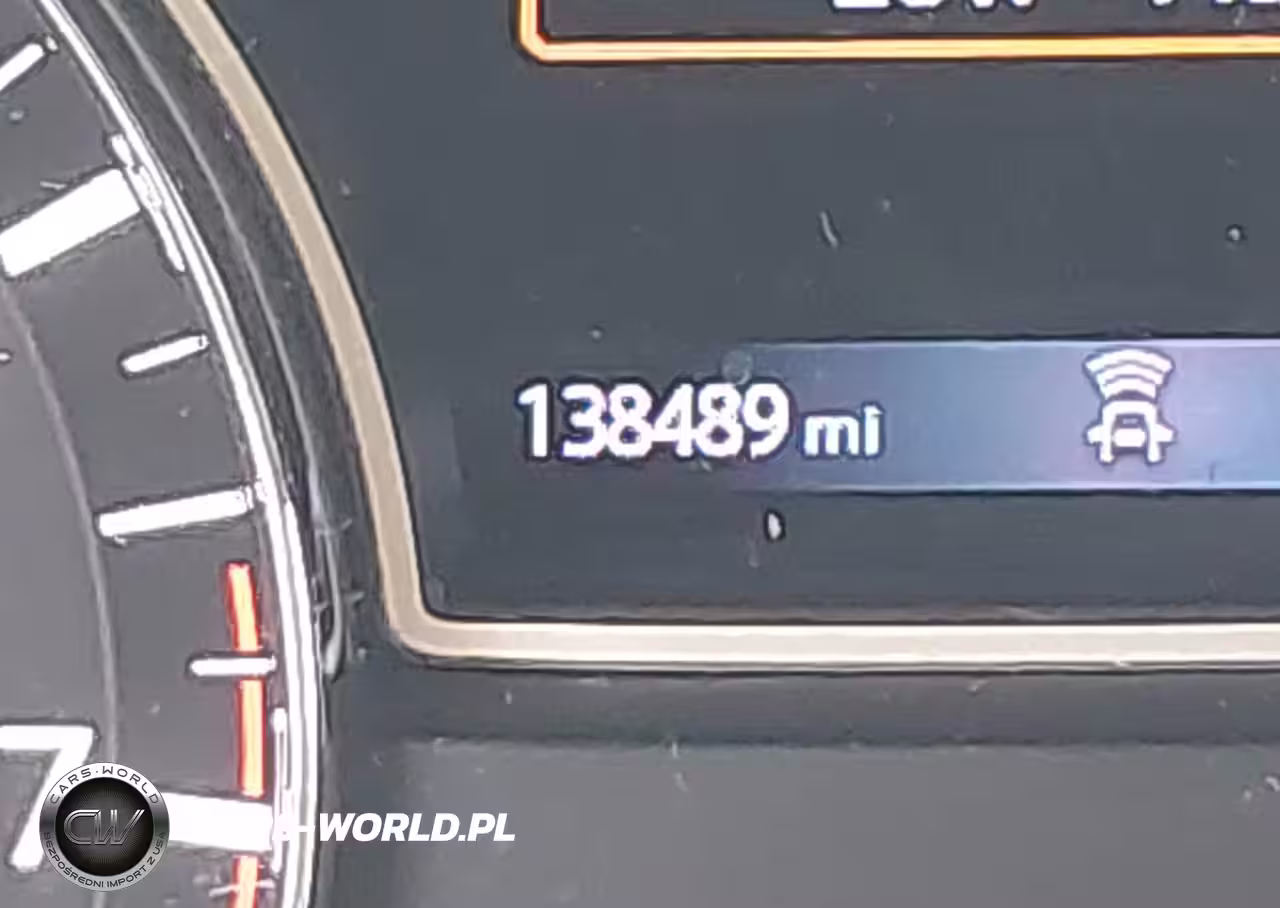 138489 mi
7
CARS-WORLD
CW
BEZPOŚREDNI IMPORT Z USA
-WORLD.PL